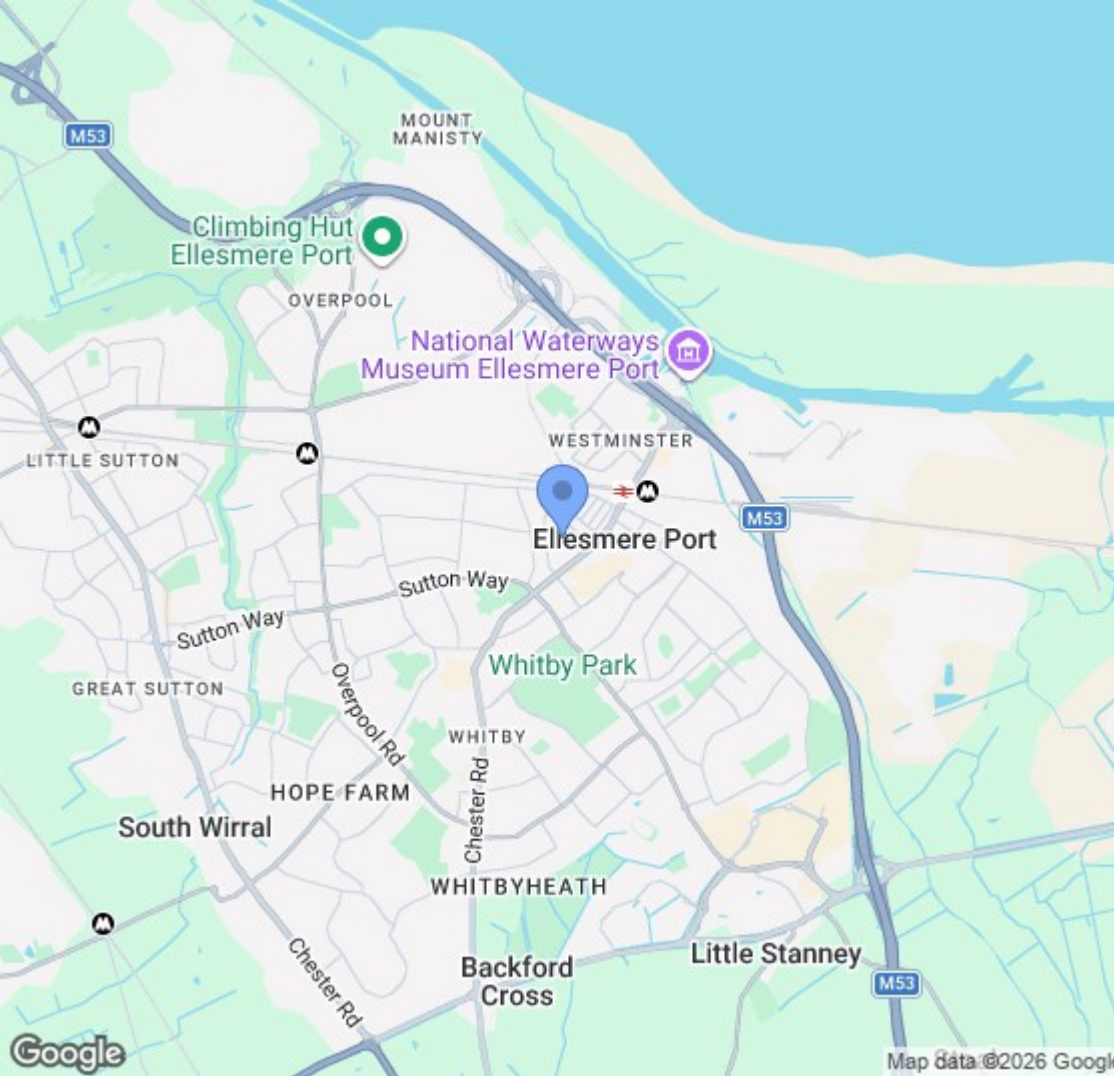 MOUNT
MANISTY
M53
Climbing Hut
Ellesmere Port
OVERPOOL
National Waterways
Museum Ellesmere Port
WESTMINSTER
LITTLE SUTTON
M53
Ellesmere Port
Sutton Way
Sutton Way
Whitby Park
GREAT SUTTON
Overpool Rd
WHITBY
HOPE FARM
Chester Rd
South Wirral
WHITBYHEATH
Chester Rd
Backford
Cross
Little Stanney
M53
Google
Map data ©2026 Google